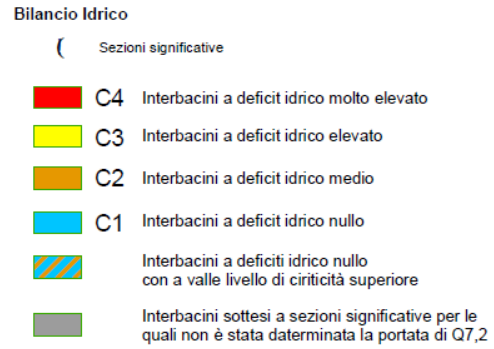 Bilancio Idrico
Sezioni significative
C4 Interbacini a deficit idrico molto elevato
C3 Interbacini a deficit idrico elevato
C2 Interbacini a deficit idrico medio
C1 Interbacini a deficit idrico nullo
Interbacini a deficiti idrico nullo
con a valle livello di ciriticità superiore
Interbacini sottesi a sezioni significative per le
quali non è stata daterminata la portata di Q7,2